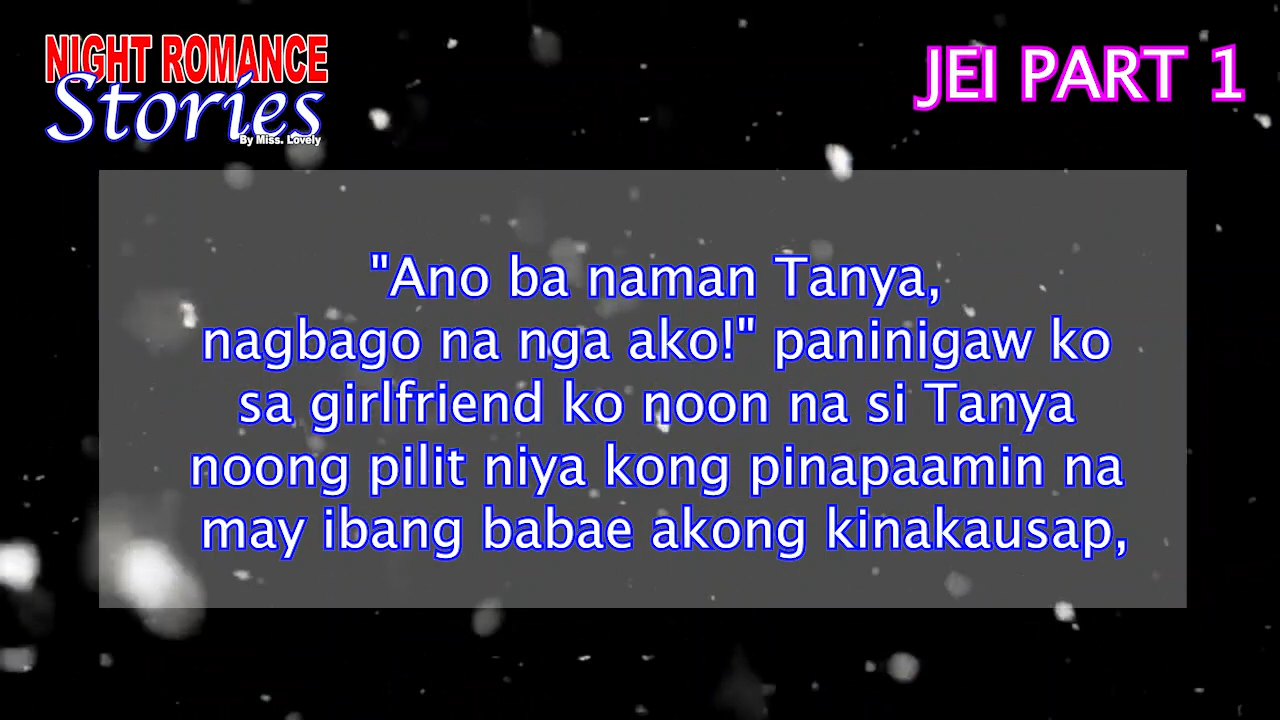 NIGHT ROMANCE
Stories
By Miss. Lovely
JEI PART 1
"Ano ba naman Tanya,
nagbago na nga ako!" paninigaw ko
sa girlfriend ko noon na si Tanya
noong pilit niya kong pinapaamin na
may ibang babae akong kinakausap,